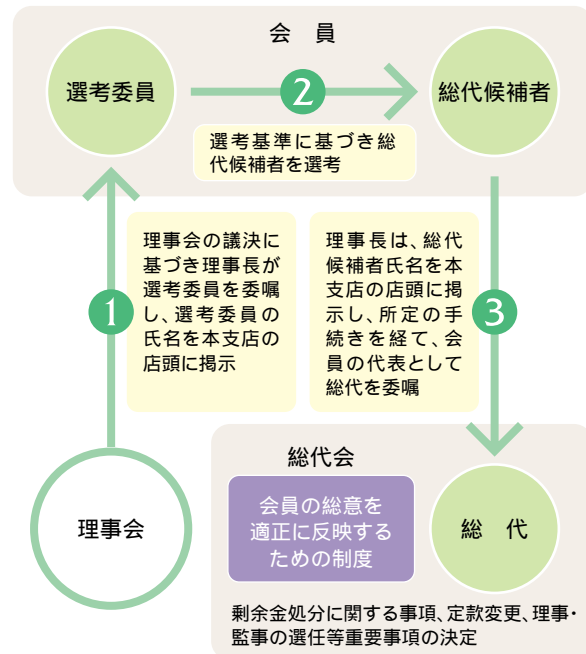 会 員
選考委員
2
総代候補者
選考基準に基づき総
代候補者を選考
1
理事会の議決に
基づき理事長が
選考委員を委嘱
し、選考委員の
氏名を本支店の
店頭に掲示
理事長は、総代
候補者氏名を本
支店の店頭に掲
示し、所定の手
続きを経て、会
員の代表として
総代を委嘱
3
理事会
総代会
会員の総意を
適正に反映する
ための制度
総 代
剰余金処分に関する事項、定款変更、理事・
監事の選任等重要事項の決定